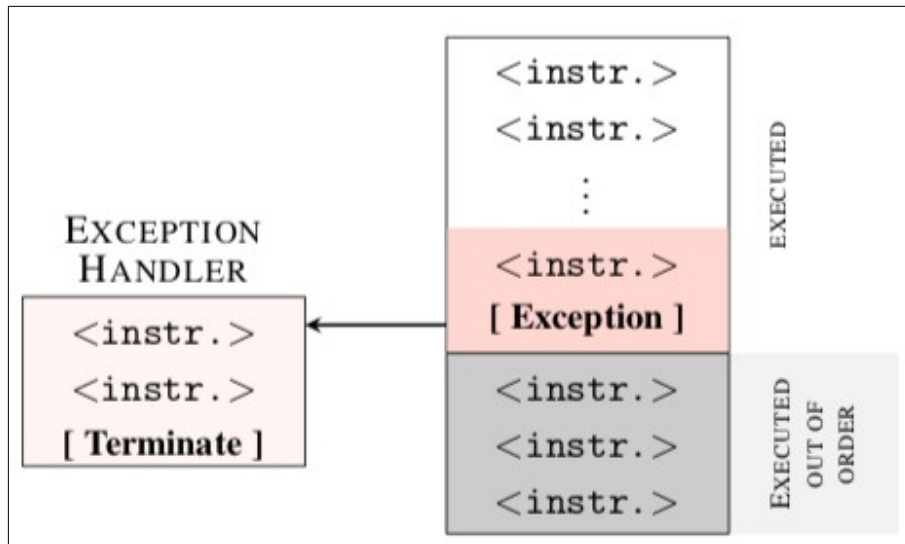 EXCEPTION
HANDLER
<instr.>
<instr.>
[ Terminate ]
<instr.>
<instr.>
⋮
<instr.>
[ Exception ]
<instr.>
<instr.>
<instr.>
EXECUTED
EXECUTED
OUT OF
ORDER